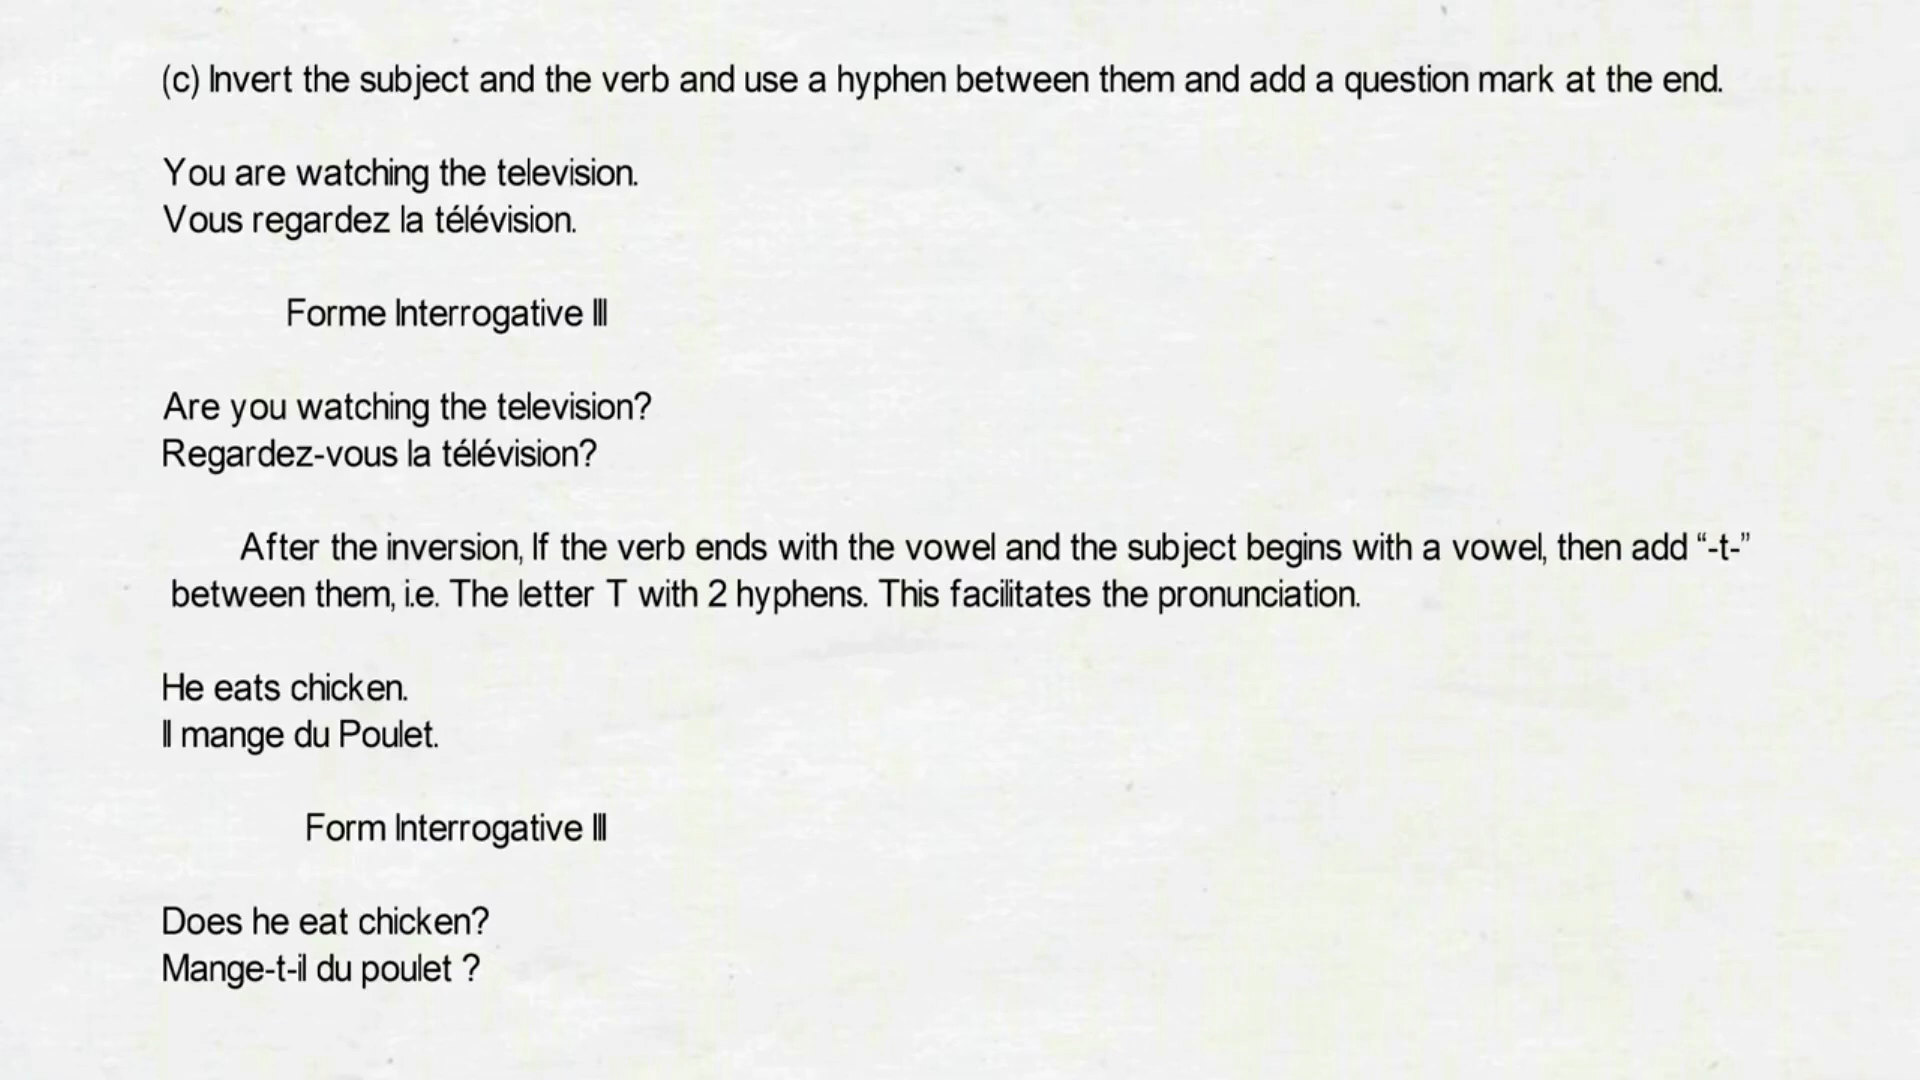 (c) Invert the subject and the verb and use a hyphen between them and add a question mark at the end.
You are watching the television.
Vous regardez la télévision.
Forme Interrogative III
Are you watching the television?
Regardez-vous la télévision?
After the inversion, If the verb ends with the vowel and the subject begins with a vowel, then add “-t-”
between them, i.e. The letter T with 2 hyphens. This facilitates the pronunciation.
He eats chicken.
Il mange du Poulet.
Form Interrogative III
Does he eat chicken?
Mange-t-il du poulet ?